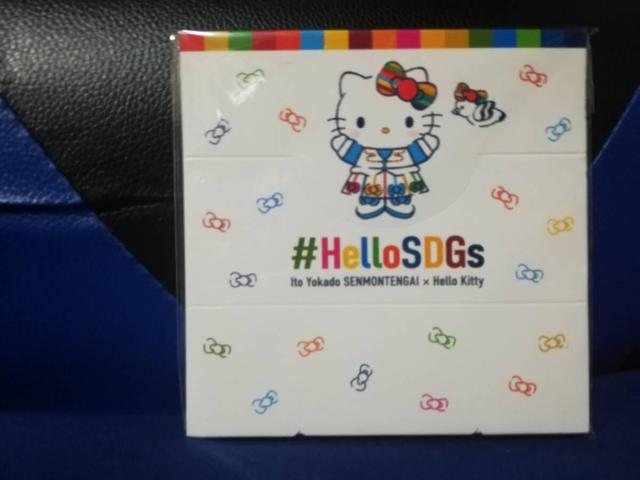 #HelloSDGs
Ito Yokado SENMONTENGAI × Hello Kitty